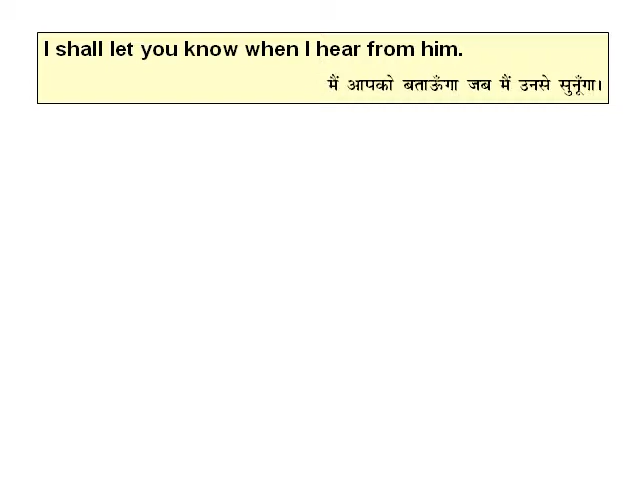 I shall let you know when I hear from him.
मैं आपको बताऊँगा जब मैं उनसे सुनूँगा।